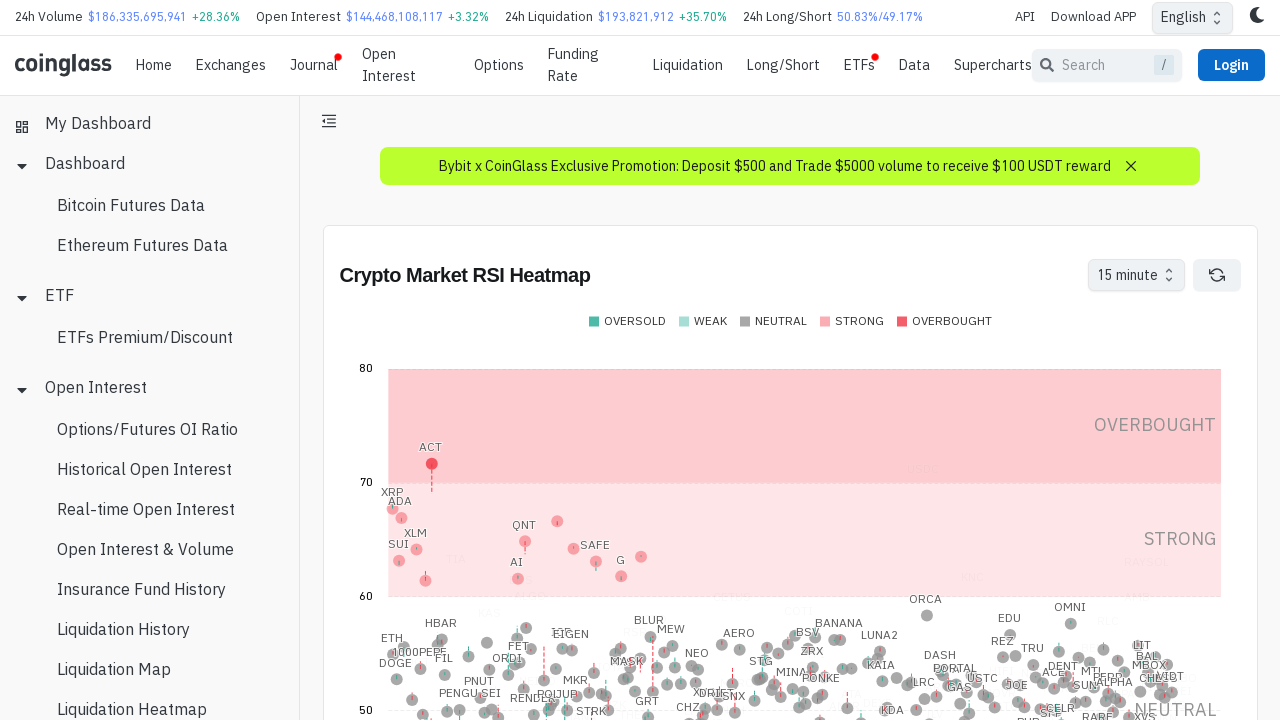 24h Volume $186,335,695,941 +28.36% Open Interest $144,468,108,117 +3.32% 24h Liquidation $193,821,912 +35.70% 24h Long/Short 50.83%/49.17% API Download APP English
coinglass Home Exchanges Journal Open Interest Options Funding Rate Liquidation Long/Short ETFs Data Supercharts Search / Login
My Dashboard
Dashboard
Bitcoin Futures Data
Ethereum Futures Data
ETF
ETFs Premium/Discount
Open Interest
Options/Futures OI Ratio
Historical Open Interest
Real-time Open Interest
Open Interest & Volume
Insurance Fund History
Liquidation History
Liquidation Map
Liquidation Heatmap
Bybit x CoinGlass Exclusive Promotion: Deposit $500 and Trade $5000 volume to receive $100 USDT reward
Crypto Market RSI Heatmap
15 minute
OVERSOLD WEAK NEUTRAL STRONG OVERBOUGHT
80
OVERBOUGHT
ACT
70
XRP
ADA
QNT
XLM
STRONG
SUI SAFE
AI G
60
ORCA
OMNI
HBAR BLUR BANANA EDU
MEW BSV
EIGEN AERO LUNA2
ETH REZ
FET TRU LIT
1000PEPE NEO ZRX DASH
FIL ORDI BAL
DOGE MASK STG KAIA MBOX
PORTAL ACE DENT
MINA MTL
PNUT MKR PONKE USTC CHESS
LRC ALPHA
PENGU SEI GAS JOE SUN
RENDER
GRT SNX
STRK CHZ KDA CELR
50 NEUTRAL
RARE